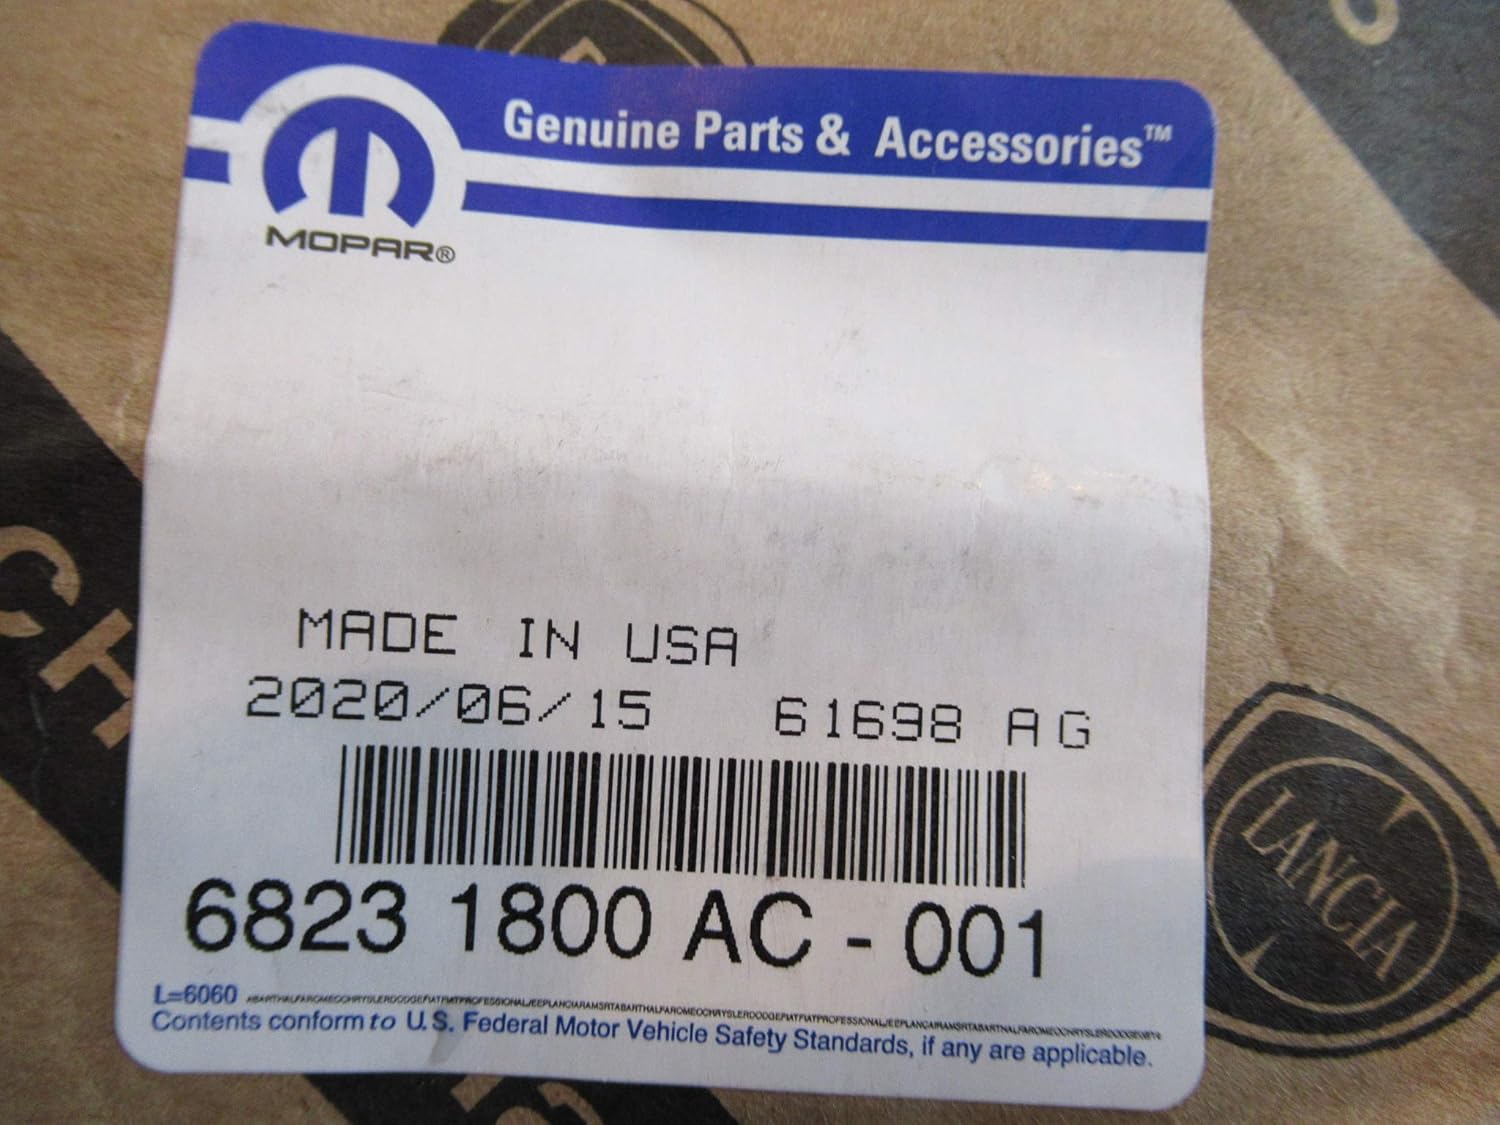 Genuine Parts & Accessories™
MOPAR®
MADE IN USA
2020/06/15 61698 AG
6823 1800 AC - 001
L=6060
Contents conform to U.S. Federal Motor Vehicle Safety Standards, if any are applicable.
LANCIA
CH